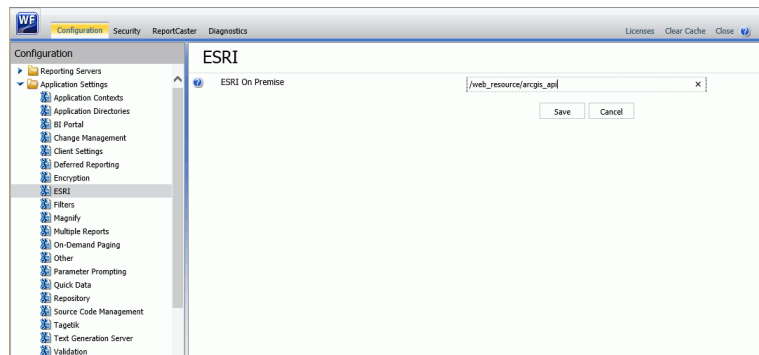 WF
Configuration Security ReportCaster Diagnostics Licenses Clear Cache Close ?
Configuration
Reporting Servers
Application Settings
Application Contexts
Application Directories
BI Portal
Change Management
Client Settings
Deferred Reporting
Encryption
ESRI
Filters
Magnify
Multiple Reports
On-Demand Paging
Other
Parameter Prompting
Quick Data
Repository
Source Code Management
Tagetik
Text Generation Server
Validation
ESRI
? ESRI On Premise /web_resource/arcgis_api
Save Cancel